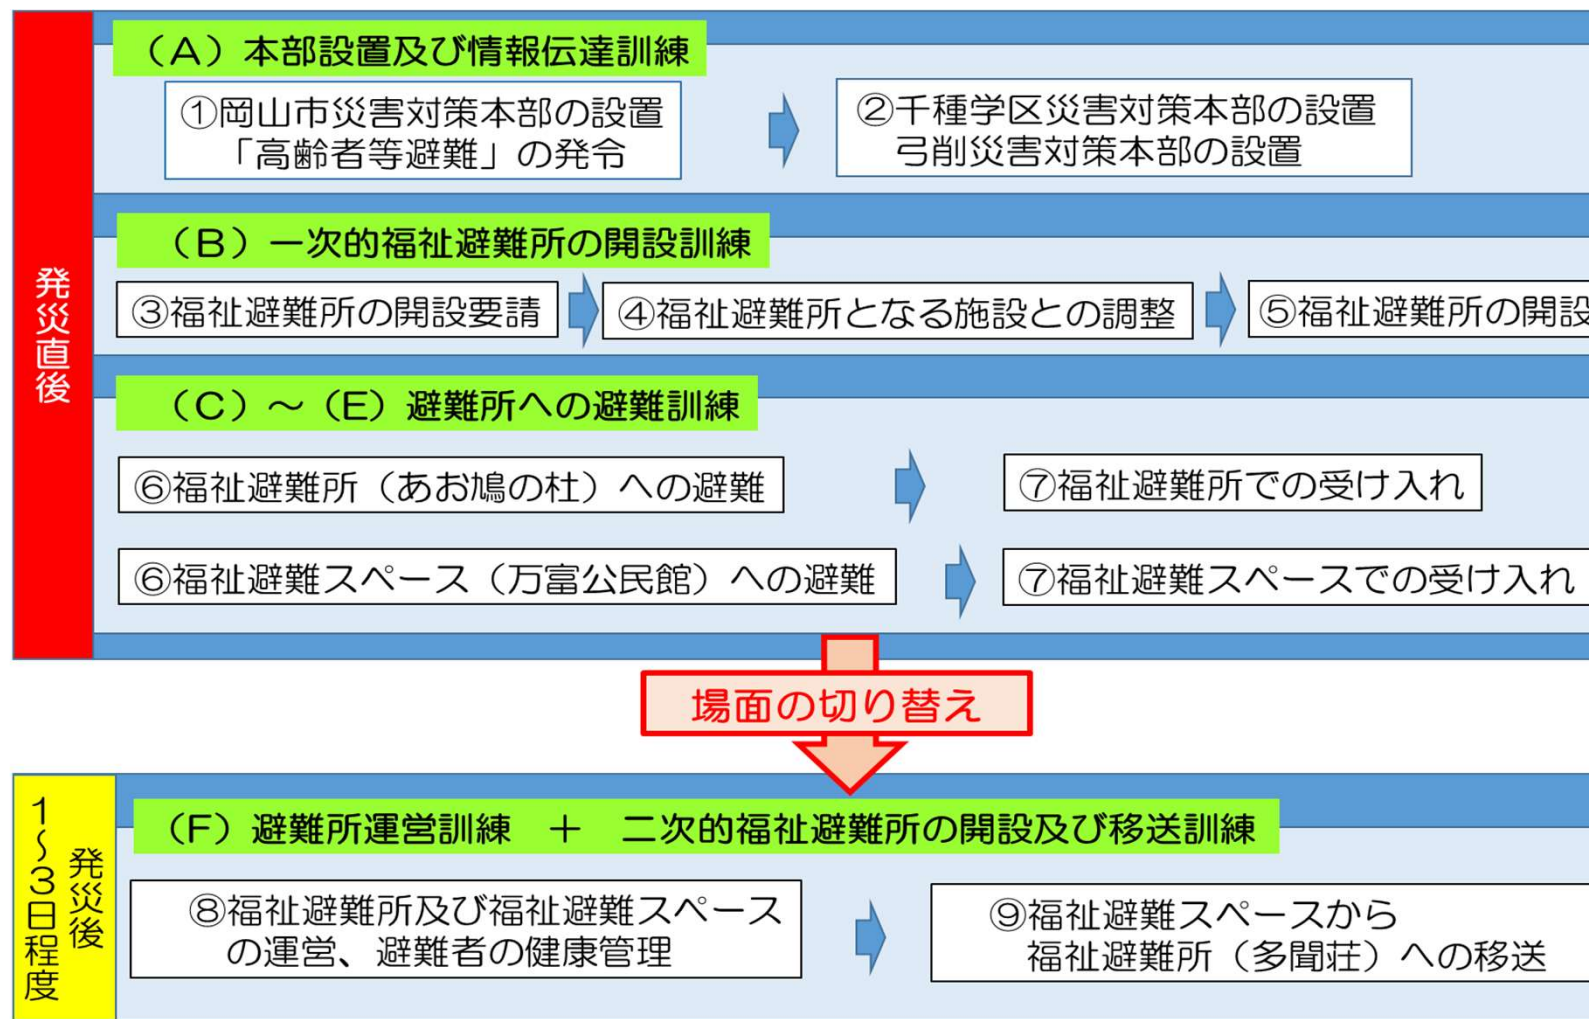 発災直後
（A）本部設置及び情報伝達訓練
①岡山市災害対策本部の設置
「高齢者等避難」の発令
②千種学区災害対策本部の設置
弓削災害対策本部の設置
（B）一次的福祉避難所の開設訓練
③福祉避難所の開設要請
④福祉避難所となる施設との調整
⑤福祉避難所の開設
（C）～（E）避難所への避難訓練
⑥福祉避難所（あお鳩の杜）への避難
⑦福祉避難所での受け入れ
⑥福祉避難スペース（万富公民館）への避難
⑦福祉避難スペースでの受け入れ
場面の切り替え
発災後
1～3日程度
（F）避難所運営訓練　＋　二次的福祉避難所の開設及び移送訓練
⑧福祉避難所及び福祉避難スペース
の運営、避難者の健康管理
⑨福祉避難スペースから
福祉避難所（多聞荘）への移送